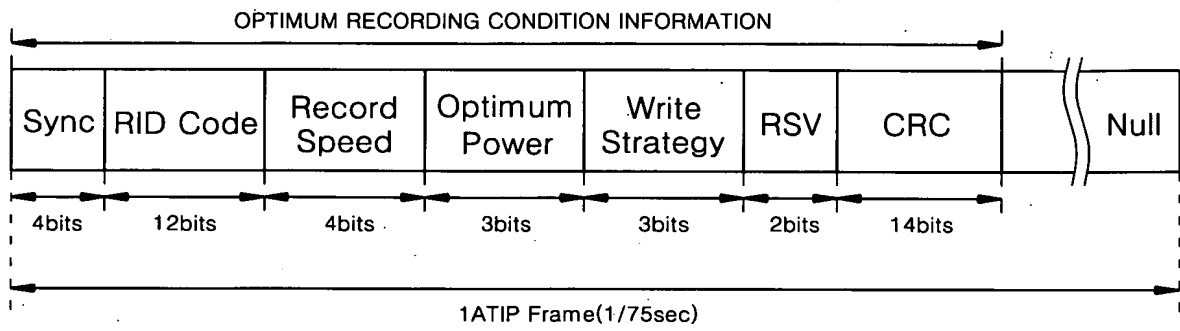 OPTIMUM RECORDING CONDITION INFORMATION
Sync RID Code Record Speed Optimum Power Write Strategy RSV CRC Null
4bits 12bits 4bits 3bits 3bits 2bits 14bits
1ATIP Frame(1/75sec)